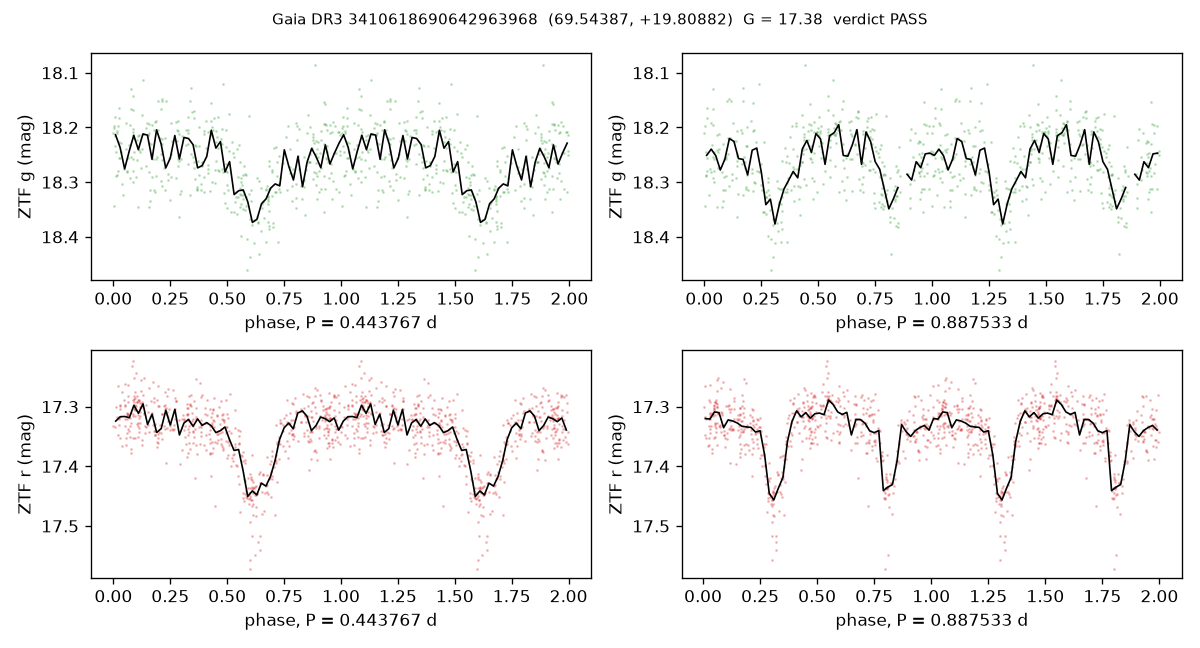 Gaia DR3 3410618690642963968 (69.54387, +19.80882) G = 17.38 verdict PASS
ZTF g (mag)
18.1
18.2
18.3
18.4
0.00 0.25 0.50 0.75 1.00 1.25 1.50 1.75 2.00
phase, P = 0.443767 d
ZTF g (mag)
18.1
18.2
18.3
18.4
0.00 0.25 0.50 0.75 1.00 1.25 1.50 1.75 2.00
phase, P = 0.887533 d
ZTF r (mag)
17.3
17.4
17.5
0.00 0.25 0.50 0.75 1.00 1.25 1.50 1.75 2.00
phase, P = 0.443767 d
ZTF r (mag)
17.3
17.4
17.5
0.00 0.25 0.50 0.75 1.00 1.25 1.50 1.75 2.00
phase, P = 0.887533 d